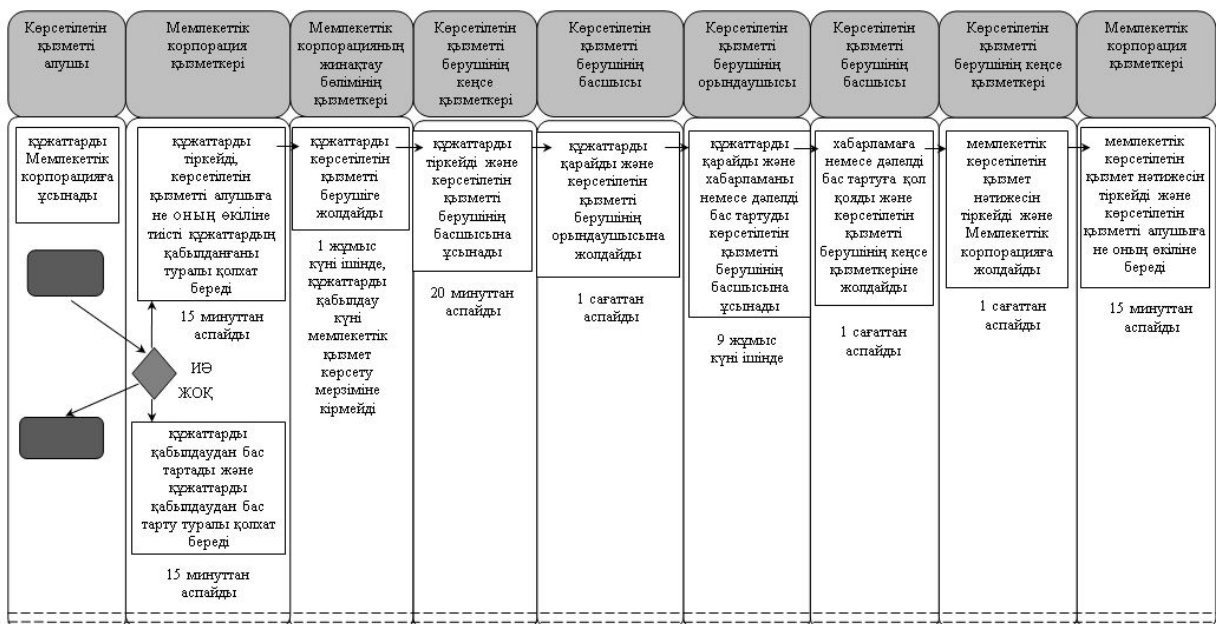 Көрсетілетін
қызметті
алушы
Мемлекеттік
корпорация
қызметкері
Мемлекеттік
корпорацияның
жинақтау
бөлімінің
қызметкері
Көрсетілетін
қызметті
берушінің
кеңсе
қызметкері
Көрсетілетін
қызметті
берушінің
басшысы
Көрсетілетін
қызметті
берушінің
орындаушысы
Көрсетілетін
қызметті
берушінің
басшысы
Көрсетілетін
қызметті
берушінің кеңсе
қызметкері
Мемлекеттік
корпорация
қызметкері
құжаттарды
Мемлекеттік
корпорацияға
ұсынады
құжаттарды
тіркейді,
көрсетілетін
қызметті алушыға
не оның өкіліне
тиісті құжаттардың
қабылданғаны
туралы қолхат
береді
15 минуттан
аспайды
ИӘ
ЖОҚ
құжаттарды
қабылдаудан бас
тартады және
құжаттарды
қабылдаудан бас
тарту туралы қолхат
береді
15 минуттан
аспайды
құжаттарды
көрсетілетін
қызметті
берушіге
жолдайды
1 жұмыс
күні ішінде,
құжаттарды
қабылдау
күні
мемлекеттік
қызмет
көрсету
мерзіміне
кірмейді
құжаттарды
тіркейді және
көрсетілетін
қызметті
берушінің
басшысына
ұсынады
20 минуттан
аспайды
құжаттарды
қарайды және
көрсетілетін
қызметті
берушінің
орындаушысына
жолдайды
1 сағаттан
аспайды
құжаттарды
қарайды және
хабарламаны
немесе дәлелді
бас тартуды
көрсетілетін
қызметті
берушінің
басшысына
ұсынады
9 жұмыс
күні ішінде
хабарламаға
немесе дәлелді
бас тартуға қол
қояды және
көрсетілетін
қызметті
берушінің кеңсе
қызметкеріне
жолдайды
1 сағаттан
аспайды
мемлекеттік
көрсетілетін
қызмет
нәтижесін
тіркейді және
Мемлекеттік
корпорацияға
жолдайды
1 сағаттан
аспайды
мемлекеттік
көрсетілетін
қызмет нәтижесін
тіркейді және
көрсетілетін
қызметті алушыға
не оның өкіліне
береді
15 минуттан
аспайды